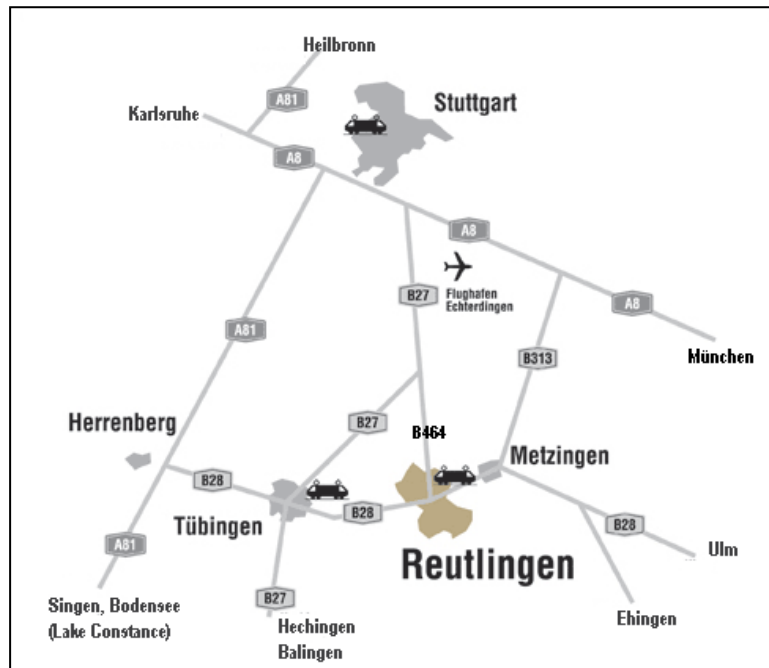 Heilbronn
A81
Stuttgart
Karlsruhe
A8
A8
B27
Flughafen
Echterdingen
A8
A81
B313
München
Herrenberg
B27
B464
Metzingen
B28
Tübingen
B28
B28
A81
Reutlingen
Ulm
Singen, Bodensee
(Lake Constance)
B27
Hechingen
Balingen
Ehingen